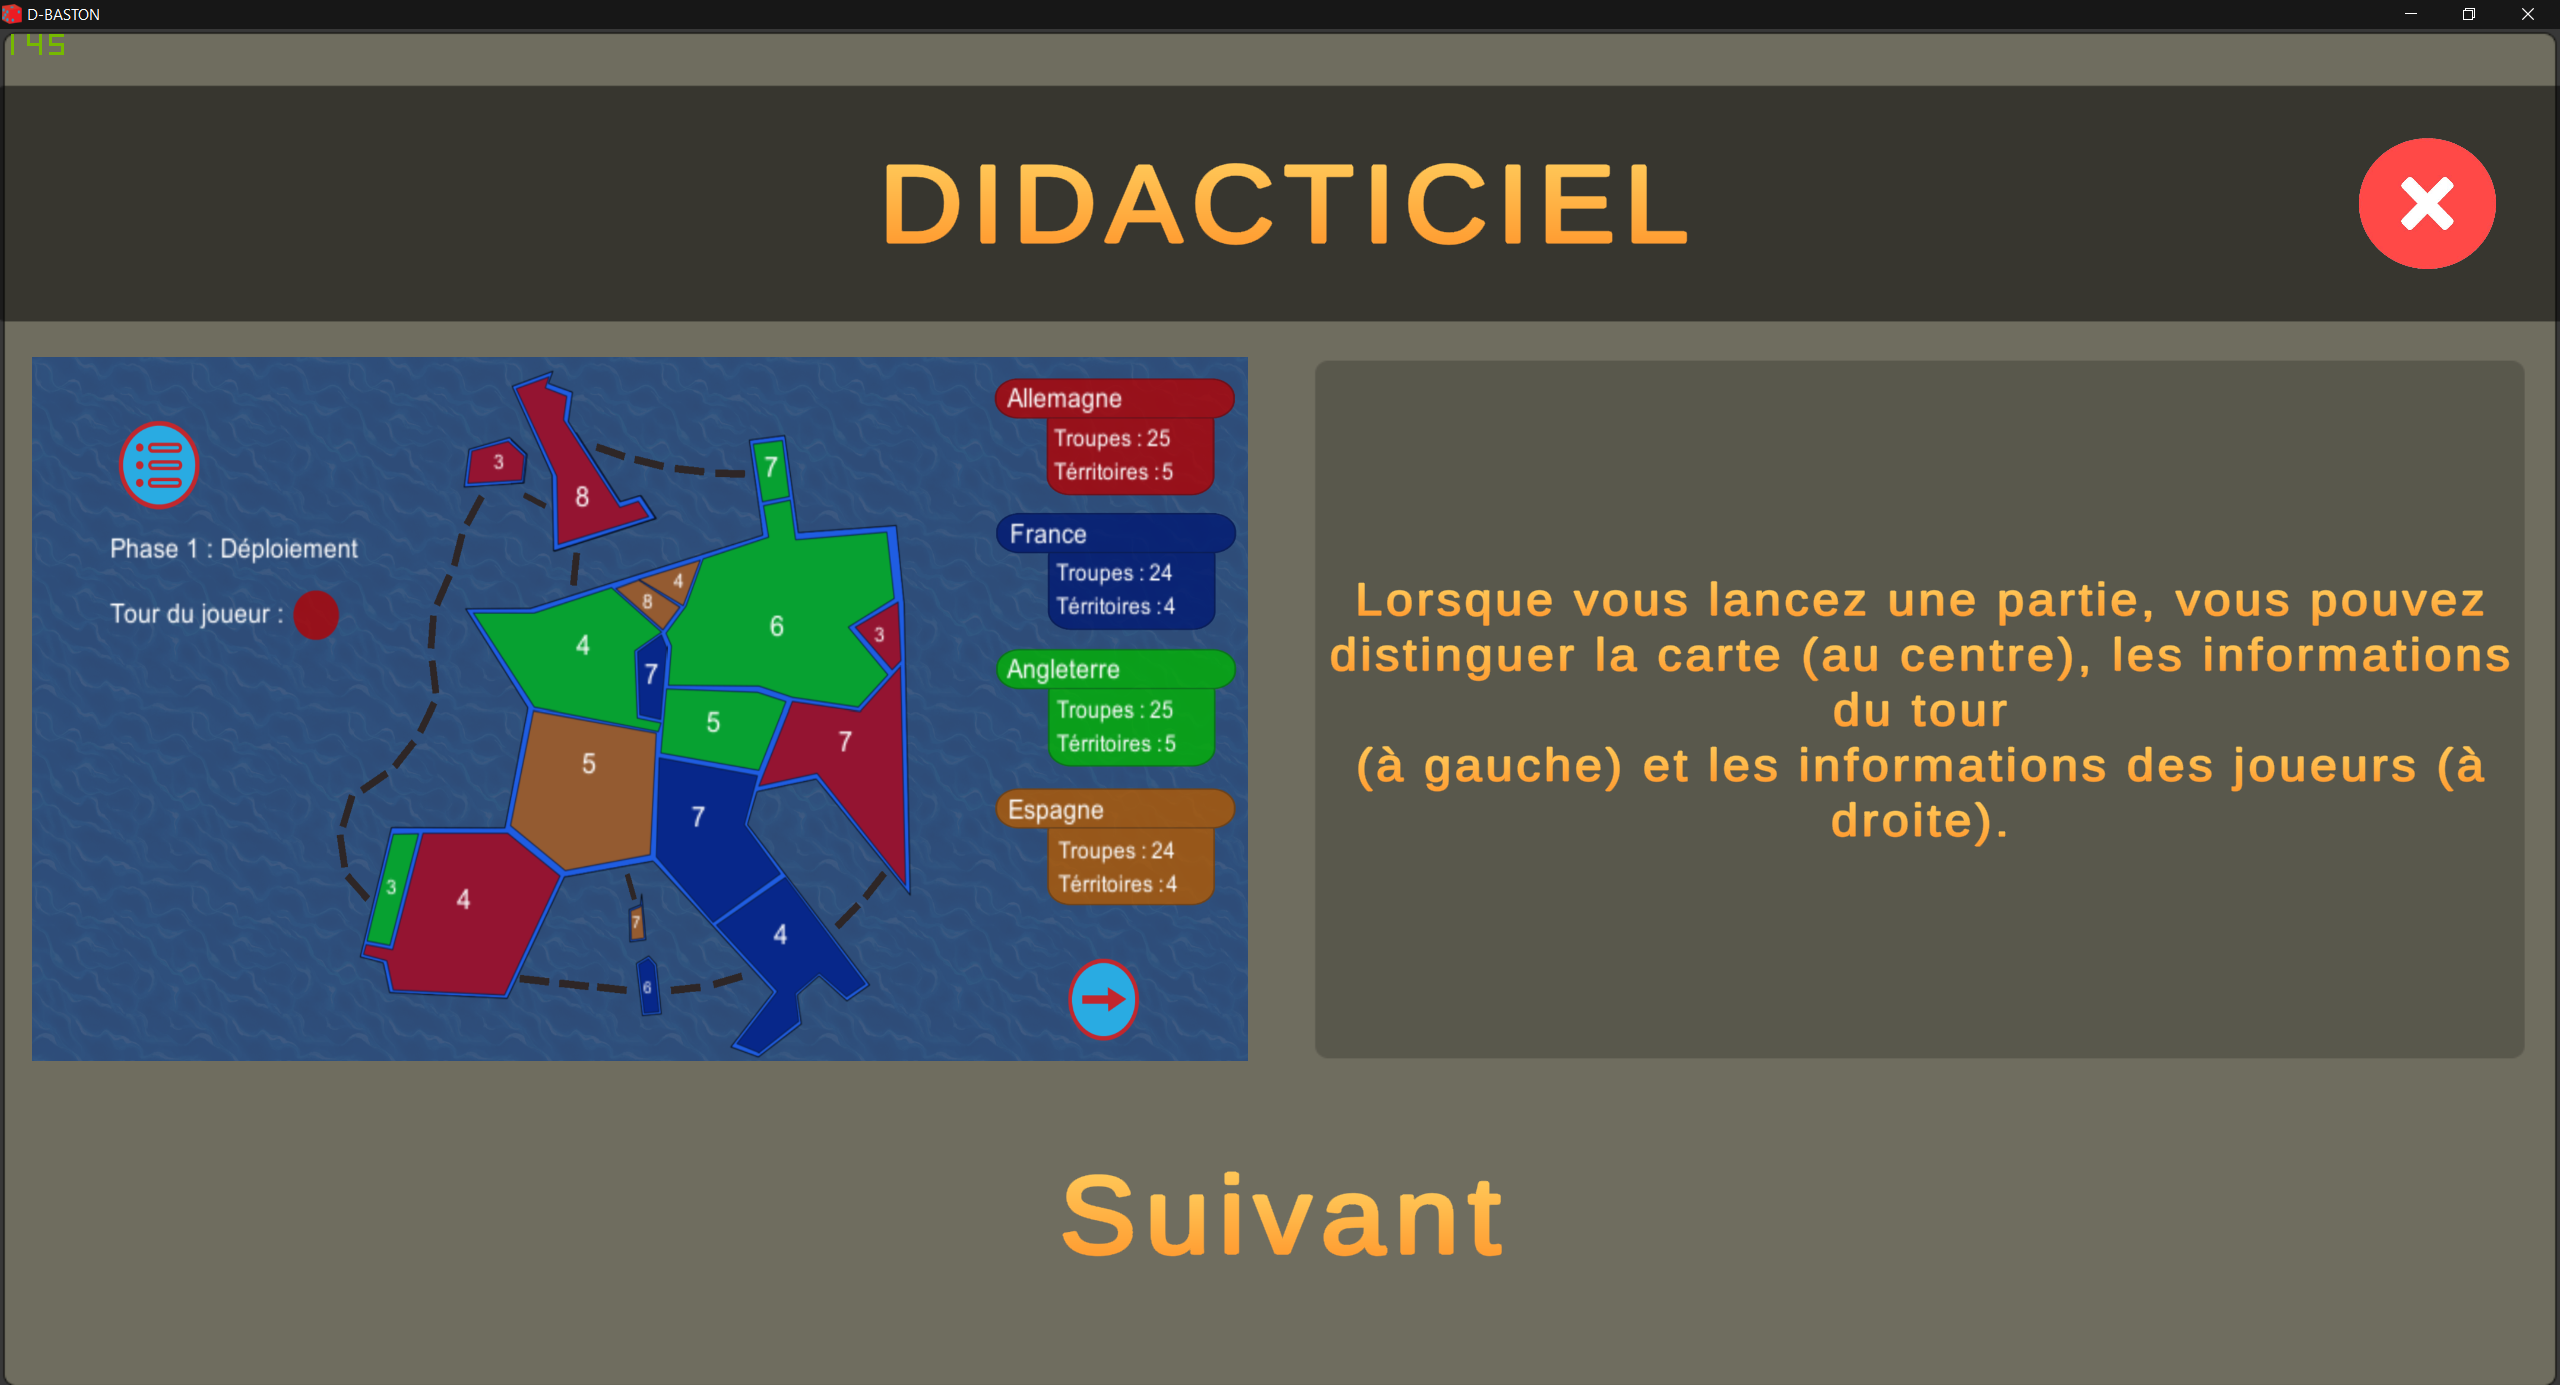 D-BASTON
145
DIDACTICIEL
Phase 1 : Déploiement
Tour du joueur :
3
8
7
4
8
6
4
3
7
5
7
5
7
3
4
7
4
6
Allemagne
Troupes : 25
Térritoires : 5
France
Troupes : 24
Térritoires : 4
Angleterre
Troupes : 25
Térritoires : 5
Espagne
Troupes : 24
Térritoires : 4
Lorsque vous lancez une partie, vous pouvez
distinguer la carte (au centre), les informations
du tour
(à gauche) et les informations des joueurs (à
droite).
Suivant